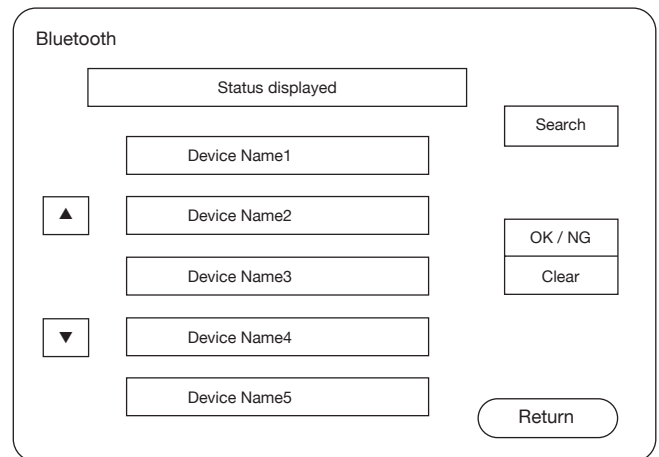 Bluetooth
Status displayed
Search
Device Name1
▲
Device Name2
OK / NG
Device Name3
Clear
▼
Device Name4
Device Name5
Return